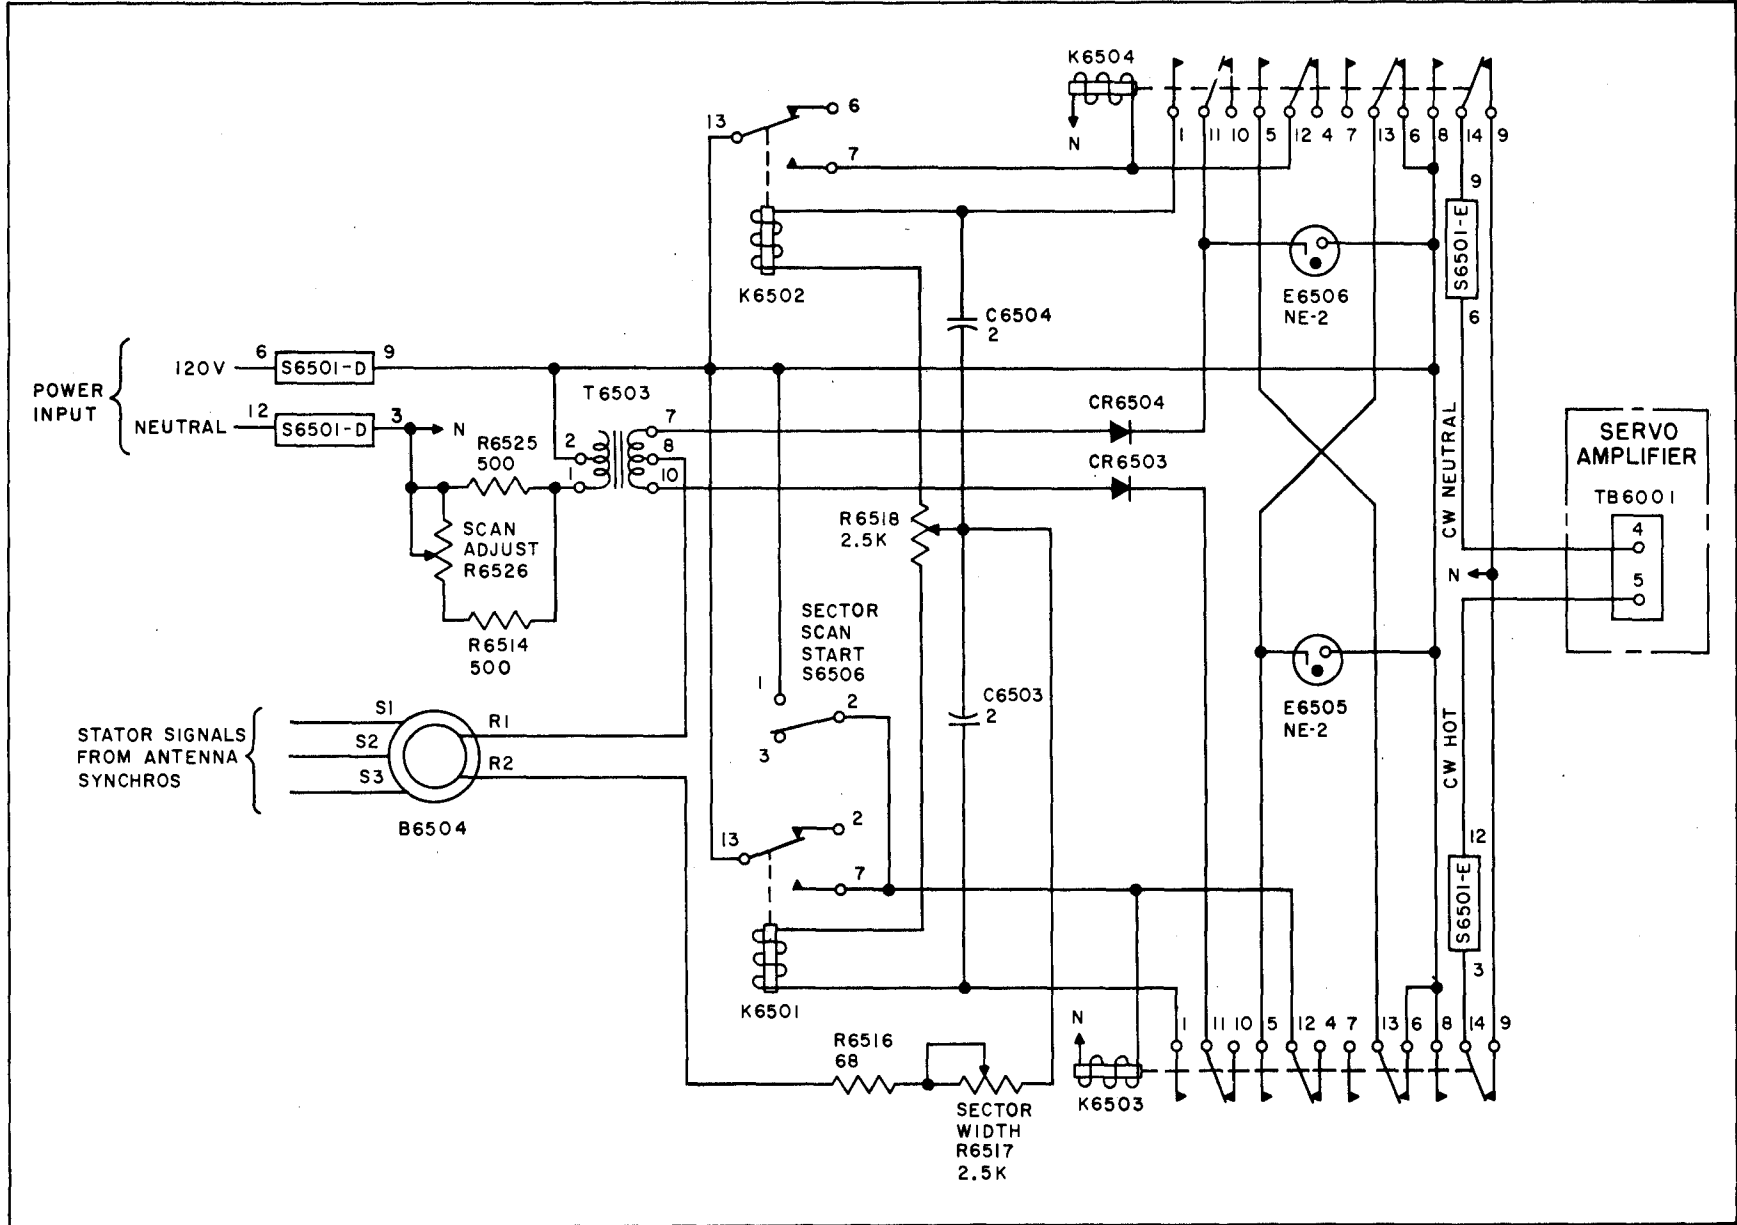 K6504
N
1 11 10 5 12 4 7 13 6 8 14 9
13
6
7
K6502
C6504
2
E6506
NE-2
9
S6501-E
6
POWER
INPUT
120V
6
S6501-D
9
NEUTRAL
12
S6501-D
3
N
T6503
2
1
7
8
10
R6525
500
SCAN
ADJUST
R6526
R6514
500
CR6504
CR6503
R6518
2.5K
CW NEUTRAL
SERVO
AMPLIFIER
TB6001
4
5
N
SECTOR
SCAN
START
S6506
1
2
3
C6503
2
E6505
NE-2
CW HOT
STATOR SIGNALS
FROM ANTENNA
SYNCHROS
S1
S2
S3
R1
R2
B6504
13
2
7
K6501
12
S6501-E
3
N
1 11 10 5 12 4 7 13 6 8 14 9
K6503
R6516
68
SECTOR
WIDTH
R6517
2.5K